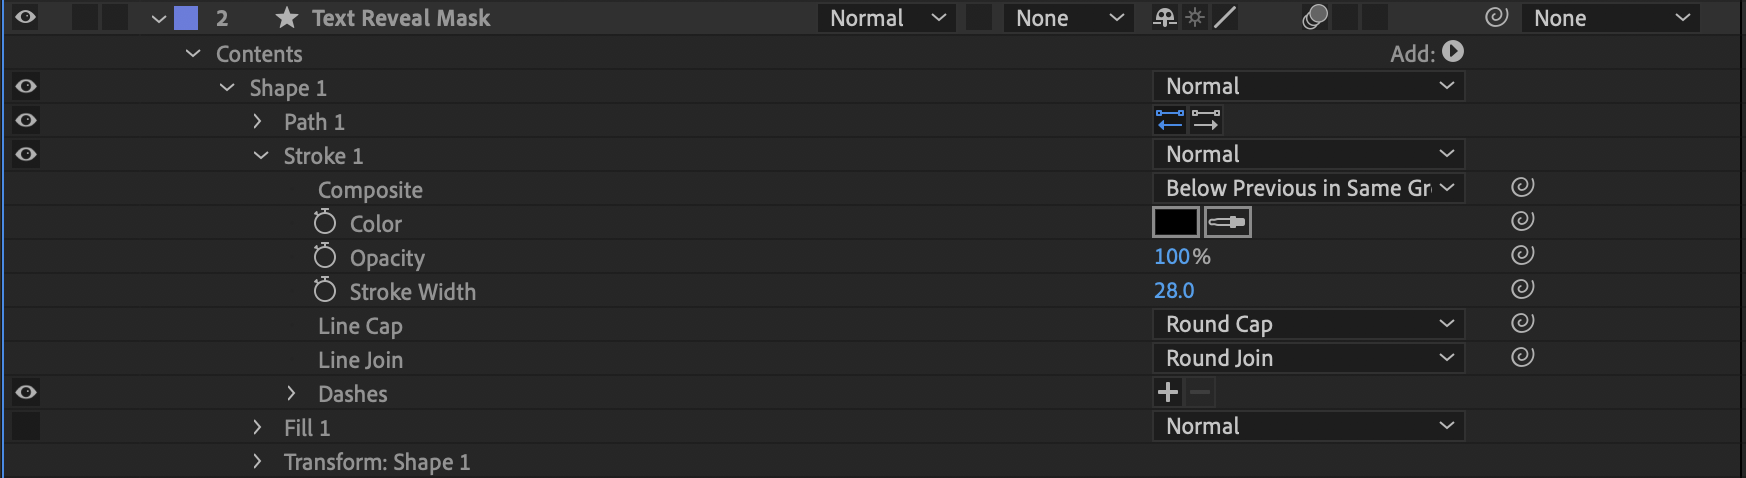 2 Text Reveal Mask Normal None None
Contents Add:
Shape 1 Normal
Path 1
Stroke 1 Normal
Composite Below Previous in Same Gr
Color
Opacity 100%
Stroke Width 28.0
Line Cap Round Cap
Line Join Round Join
Dashes
Fill 1 Normal
Transform: Shape 1